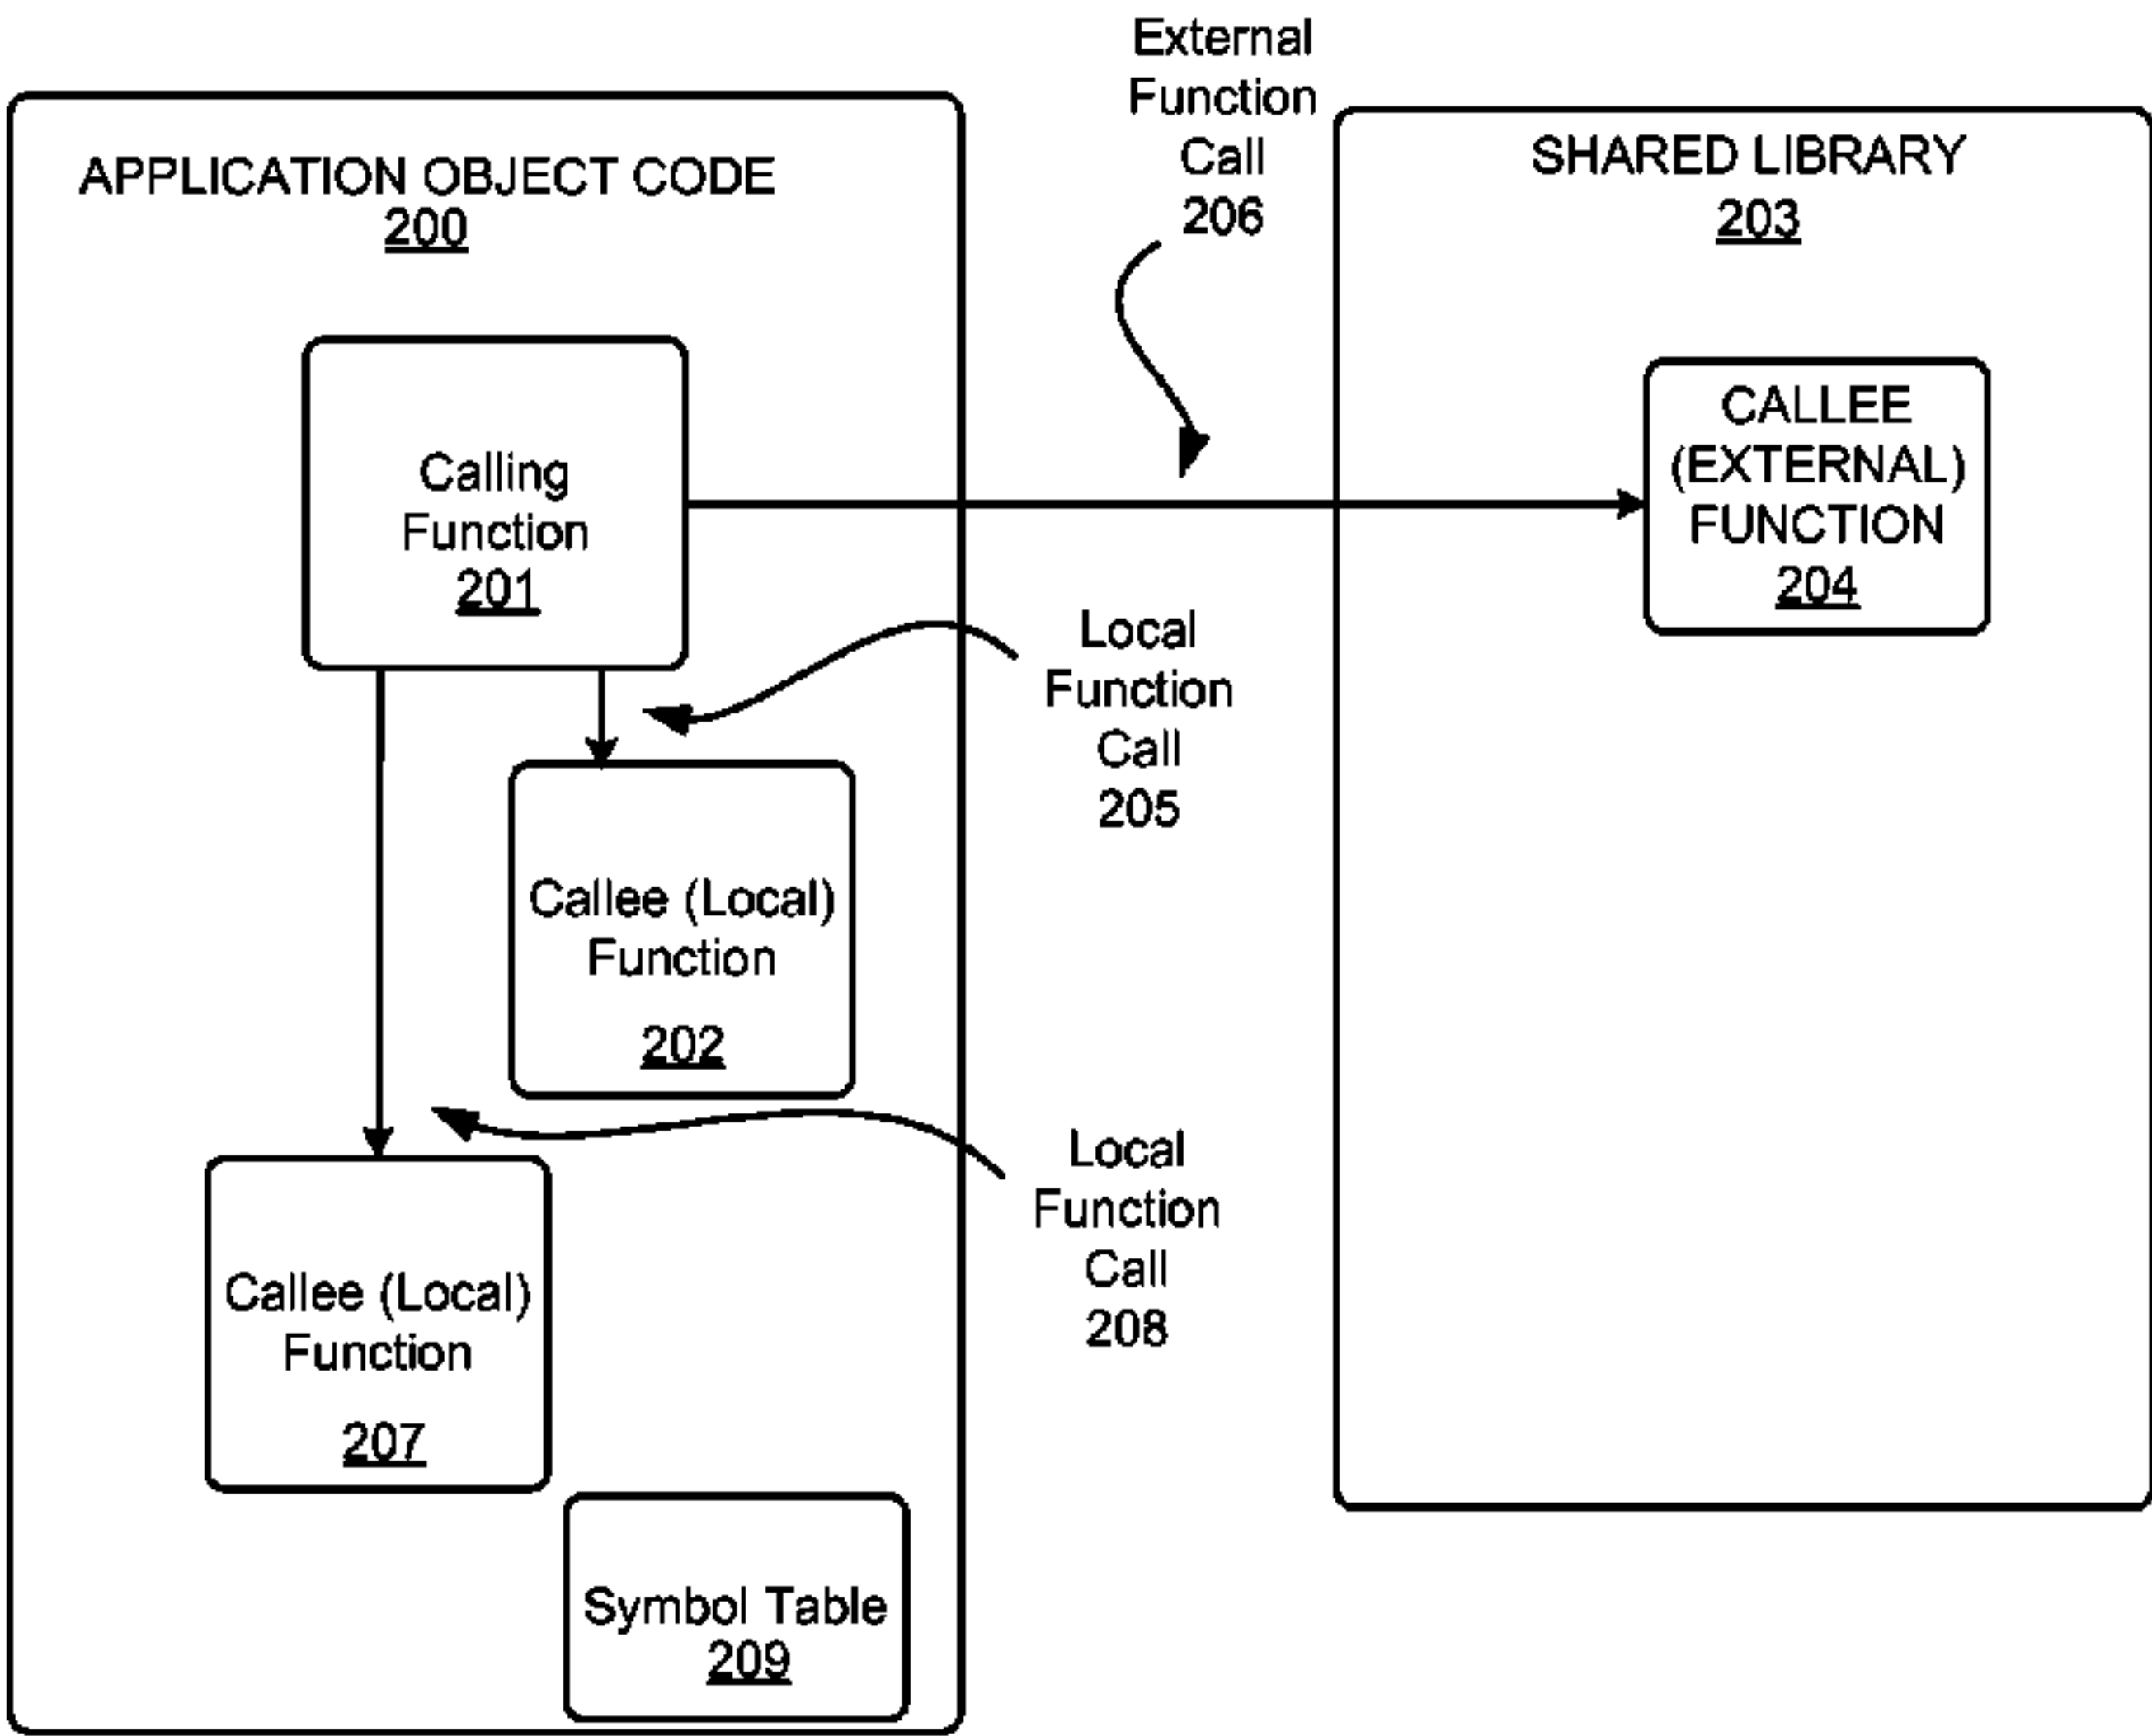 External
Function
Call
206
APPLICATION OBJECT CODE
200
SHARED LIBRARY
203
Calling
Function
201
CALLEE
(EXTERNAL)
FUNCTION
204
Local
Function
Call
205
Callee (Local)
Function
202
Local
Function
Call
208
Callee (Local)
Function
207
Symbol Table
209